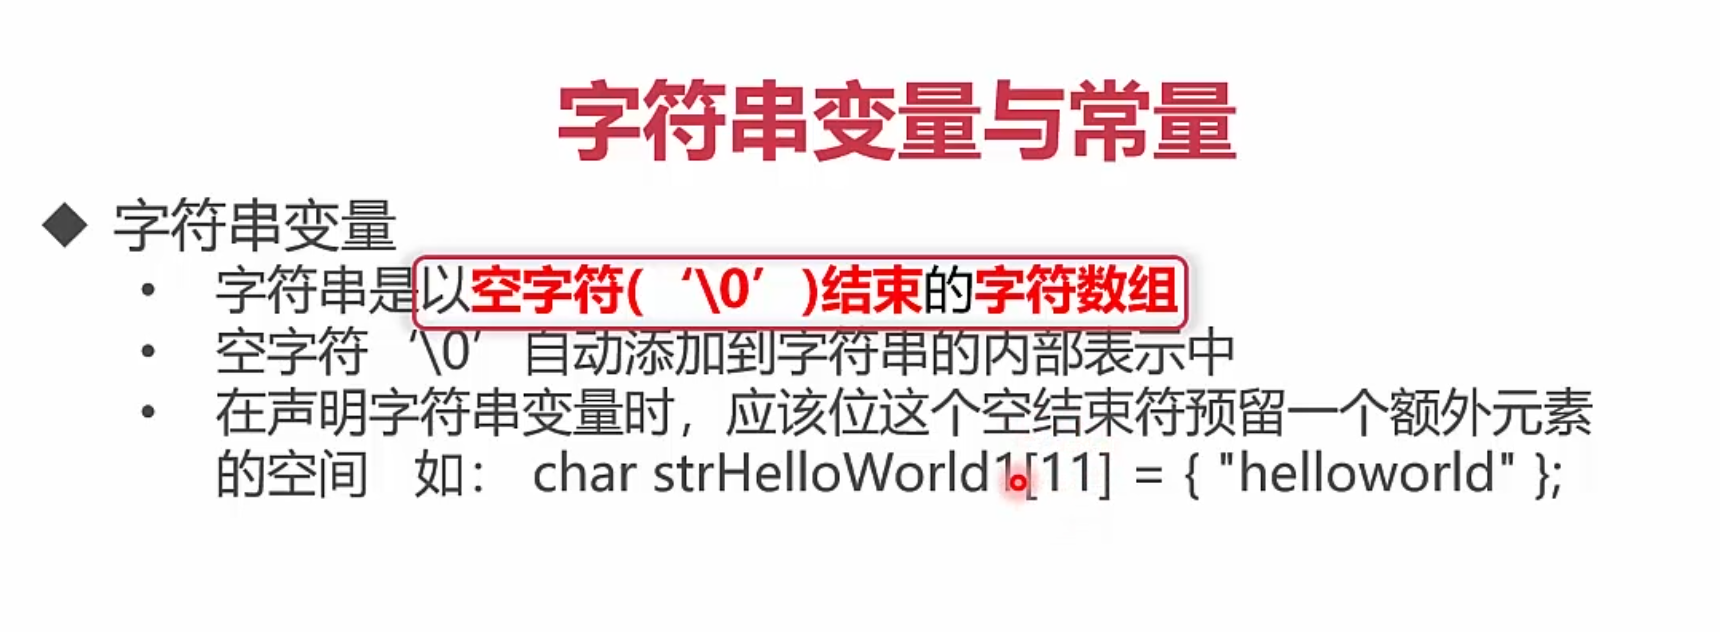 字符串变量与常量
◆ 字符串变量
• 字符串是以空字符(‘\0’)结束的字符数组
• 空字符‘\0’自动添加到字符串的内部表示中
• 在声明字符串变量时，应该位这个空结束符预留一个额外元素
的空间 如： char strHelloWorld1[11] = { "helloworld" };